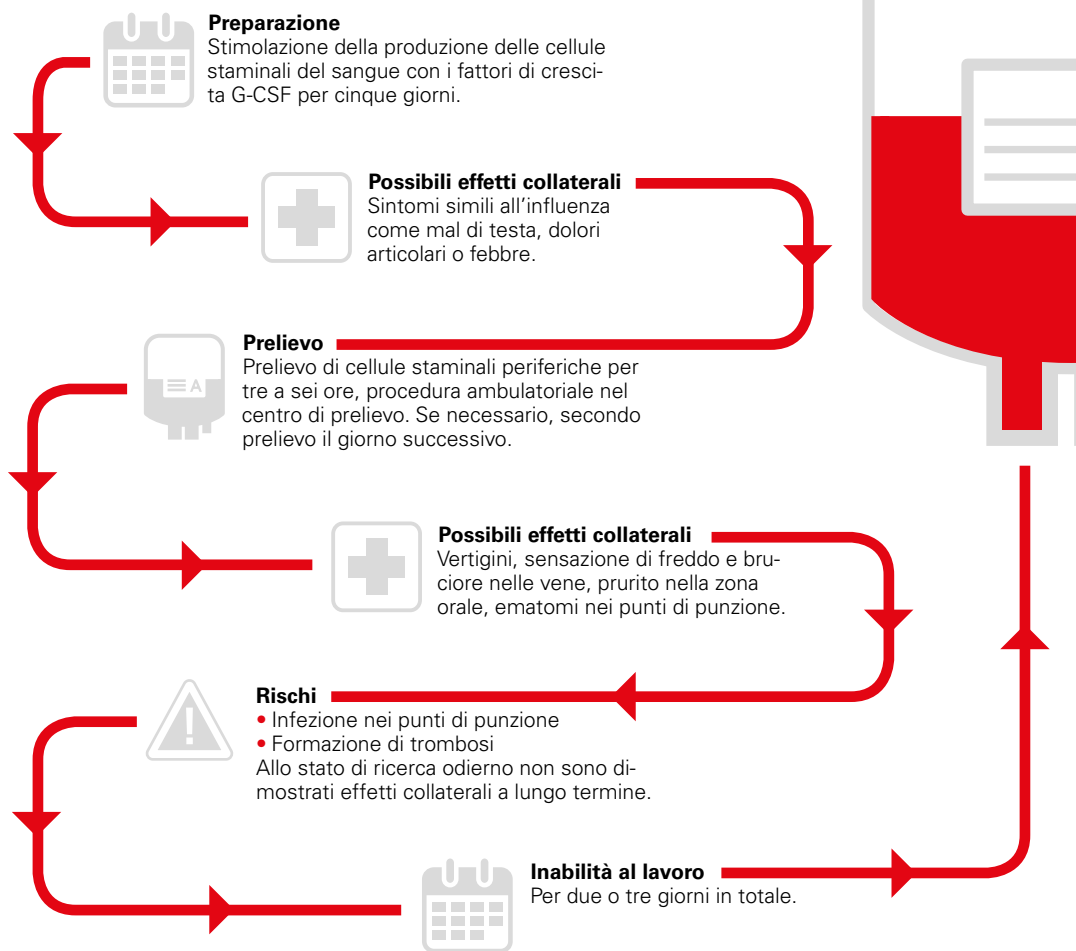 Preparazione
Stimolazione della produzione delle cellule
staminali del sangue con i fattori di cresci-
ta G-CSF per cinque giorni.
Possibili effetti collaterali
Sintomi simili all’influenza
come mal di testa, dolori
articolari o febbre.
Prelievo
Prelievo di cellule staminali periferiche per
tre a sei ore, procedura ambulatoriale nel
centro di prelievo. Se necessario, secondo
prelievo il giorno successivo.
A
Possibili effetti collaterali
Vertigini, sensazione di freddo e bru-
ciore nelle vene, prurito nella zona
orale, ematomi nei punti di punzione.
Rischi
• Infezione nei punti di punzione
• Formazione di trombosi
Allo stato di ricerca odierno non sono di-
mostrati effetti collaterali a lungo termine.
Inabilità al lavoro
Per due o tre giorni in totale.